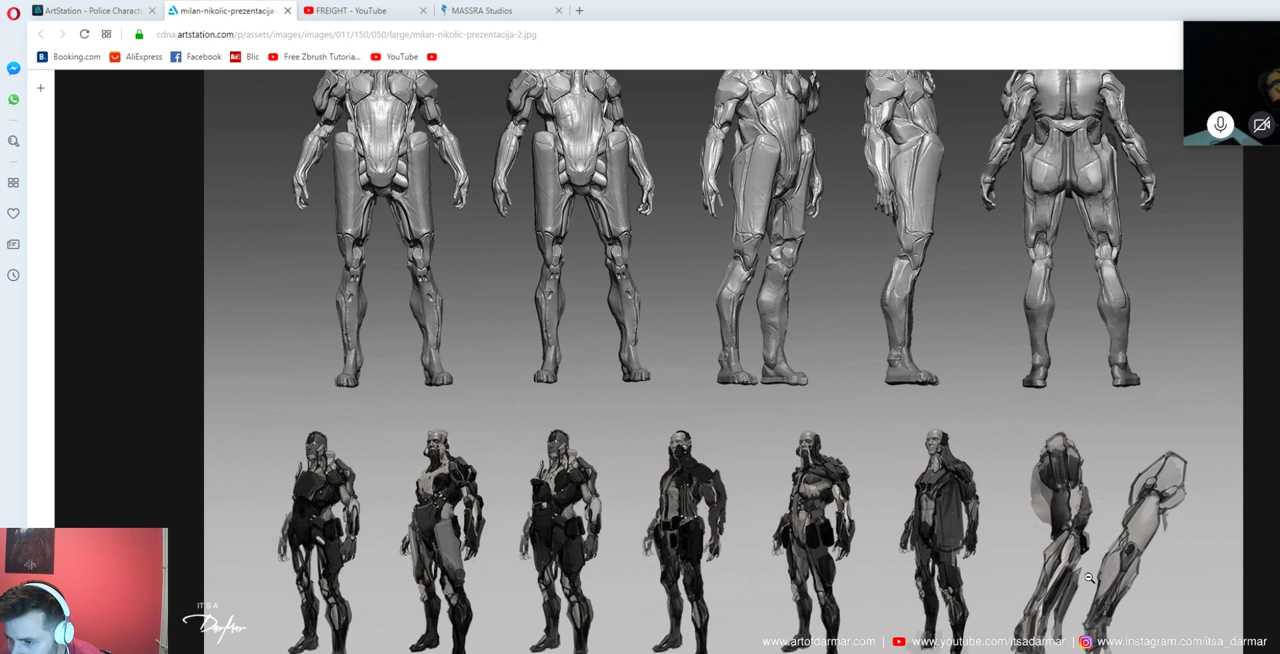 ArtStation - Police Characte
milan-nikolic-prezentacija-
FREIGHT - YouTube
MASSRA Studios
cdna.artstation.com/p/assets/images/images/011/150/050/large/milan-nikolic-prezentacija-2.jpg
Booking.com
AliExpress
Facebook
Blic
Free Zbrush Tutoria...
YouTube
IT'S A
DarMar
www.artofdarmar.com | www.youtube.com/itsadarmar | www.instagram.com/itsa_darmar